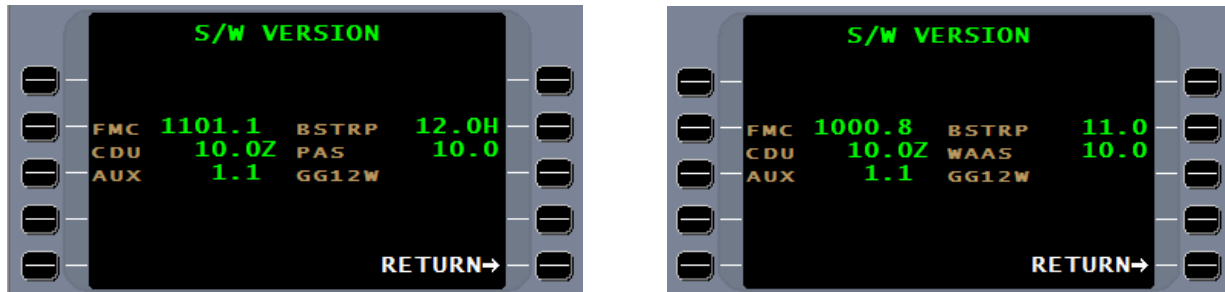 S/W VERSION
FMC 1101.1 BSTRP 12.0H
CDU 10.0Z PAS 10.0
AUX 1.1 GG12W
RETURN→
S/W VERSION
FMC 1000.8 BSTRP 11.0
CDU 10.0Z WAAS 10.0
AUX 1.1 GG12W
RETURN→